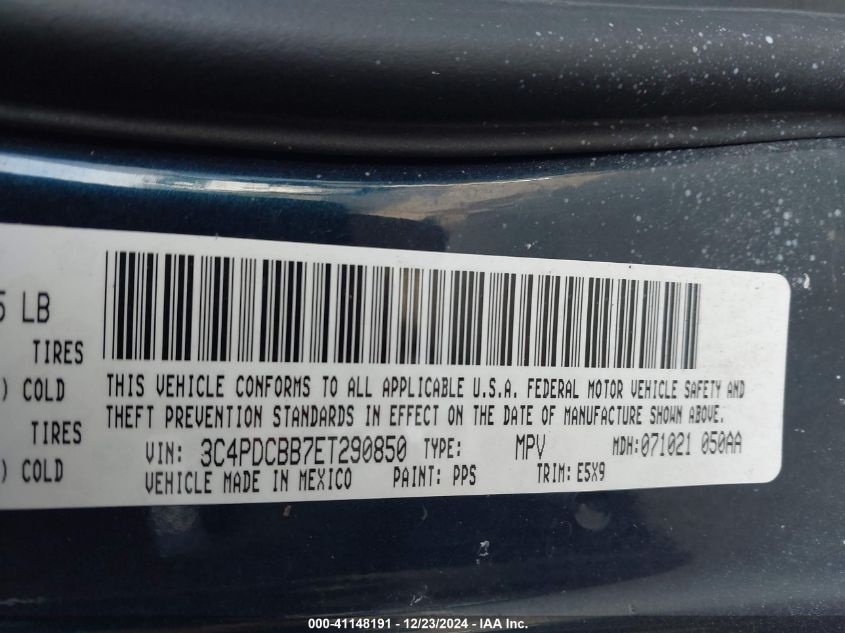 5 LB
TIRES
) COLD
TIRES
) COLD
THIS VEHICLE CONFORMS TO ALL APPLICABLE U.S.A. FEDERAL MOTOR VEHICLE SAFETY AND
THEFT PREVENTION STANDARDS IN EFFECT ON THE DATE OF MANUFACTURE SHOWN ABOVE.
VIN: 3C4PDCBB7ET290850 TYPE: MPV MDH:071021 050AA
VEHICLE MADE IN MEXICO PAINT: PPS TRIM: E5X9
000-41148191 - 12/23/2024 - IAA Inc.